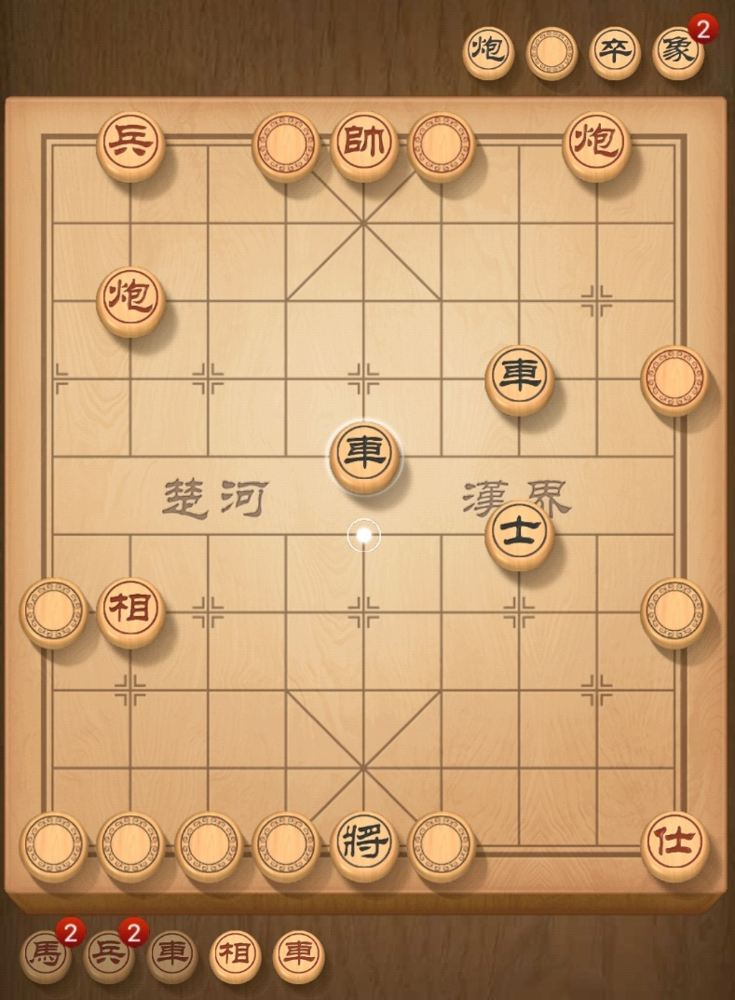 炮 卒 象 2
兵 帥 炮
炮
車
車
楚河 漢界
士
相
將 仕
馬 2 兵 2 車 相 車